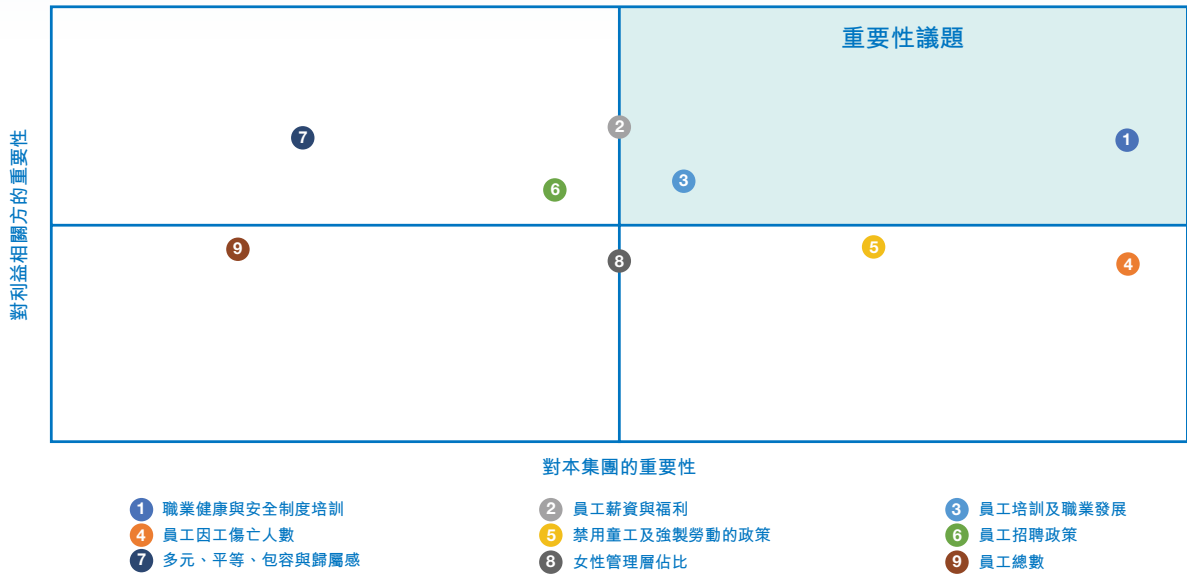 重要性議題
2
7
1
3
6
5
9
8
4
對利益相關方的重要性
對本集團的重要性
1 職業健康與安全制度培訓
2 員工薪資與福利
3 員工培訓及職業發展
4 員工因工傷亡人數
5 禁用童工及強製勞動的政策
6 員工招聘政策
7 多元、平等、包容與歸屬感
8 女性管理層佔比
9 員工總數